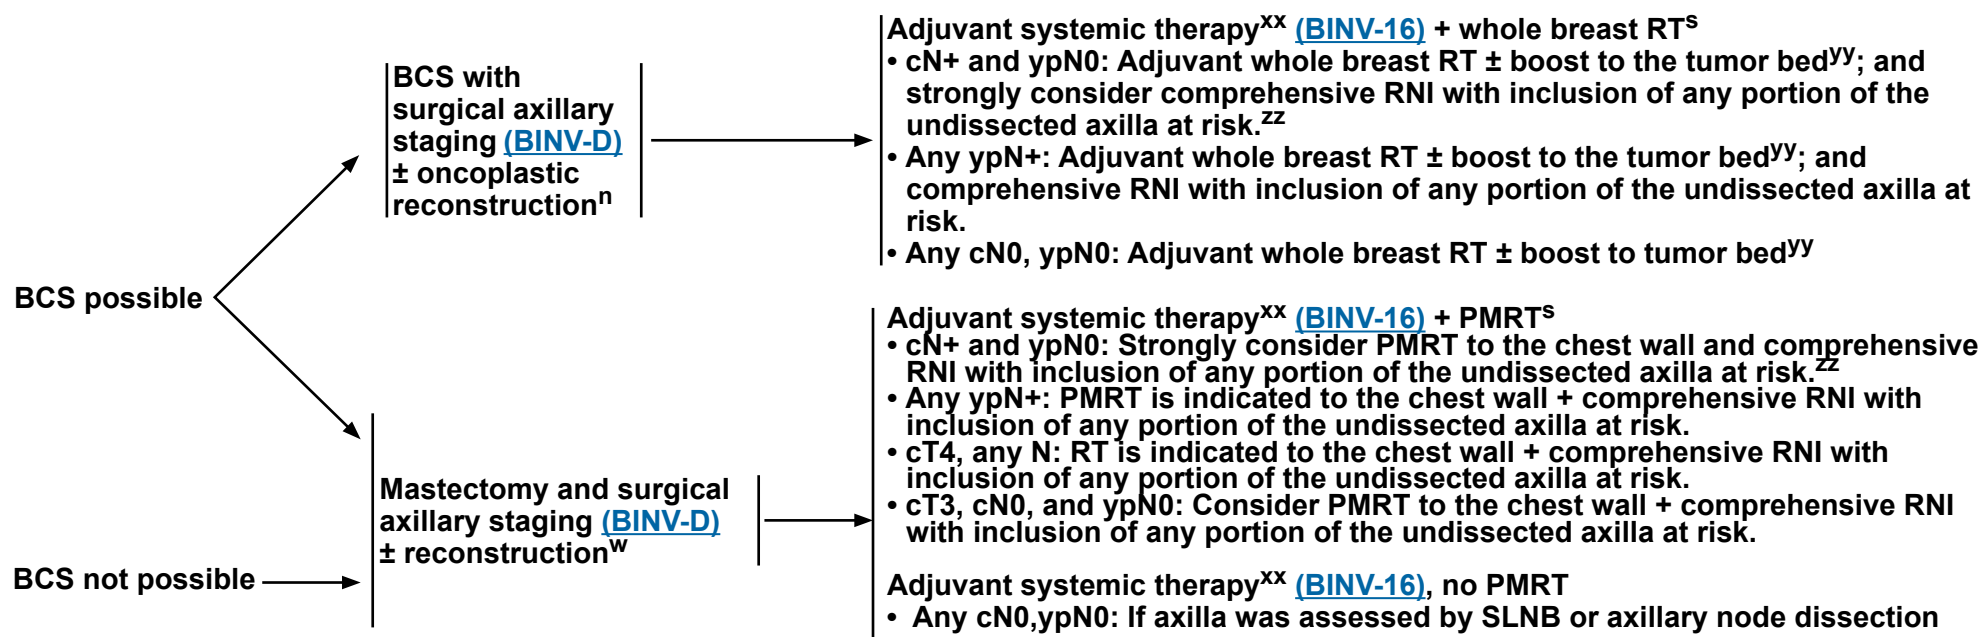 BCS possible
BCS not possible
BCS with
surgical axillary
staging (BINV-D)
± oncoplastic
reconstructionⁿ
Mastectomy and surgical
axillary staging (BINV-D)
± reconstructionʷ
Adjuvant systemic therapyˣˣ (BINV-16) + whole breast RTˢ
• cN+ and ypN0: Adjuvant whole breast RT ± boost to the tumor bedʸʸ; and
strongly consider comprehensive RNI with inclusion of any portion of the
undissected axilla at risk.ᶻᶻ
• Any ypN+: Adjuvant whole breast RT ± boost to the tumor bedʸʸ; and
comprehensive RNI with inclusion of any portion of the undissected axilla at
risk.
• Any cN0, ypN0: Adjuvant whole breast RT ± boost to tumor bedʸʸ
Adjuvant systemic therapyˣˣ (BINV-16) + PMRTˢ
• cN+ and ypN0: Strongly consider PMRT to the chest wall and comprehensive
RNI with inclusion of any portion of the undissected axilla at risk.ᶻᶻ
• Any ypN+: PMRT is indicated to the chest wall + comprehensive RNI with
inclusion of any portion of the undissected axilla at risk.
• cT4, any N: RT is indicated to the chest wall + comprehensive RNI with
inclusion of any portion of the undissected axilla at risk.
• cT3, cN0, and ypN0: Consider PMRT to the chest wall + comprehensive RNI
with inclusion of any portion of the undissected axilla at risk.
Adjuvant systemic therapyˣˣ (BINV-16), no PMRT
• Any cN0,ypN0: If axilla was assessed by SLNB or axillary node dissection